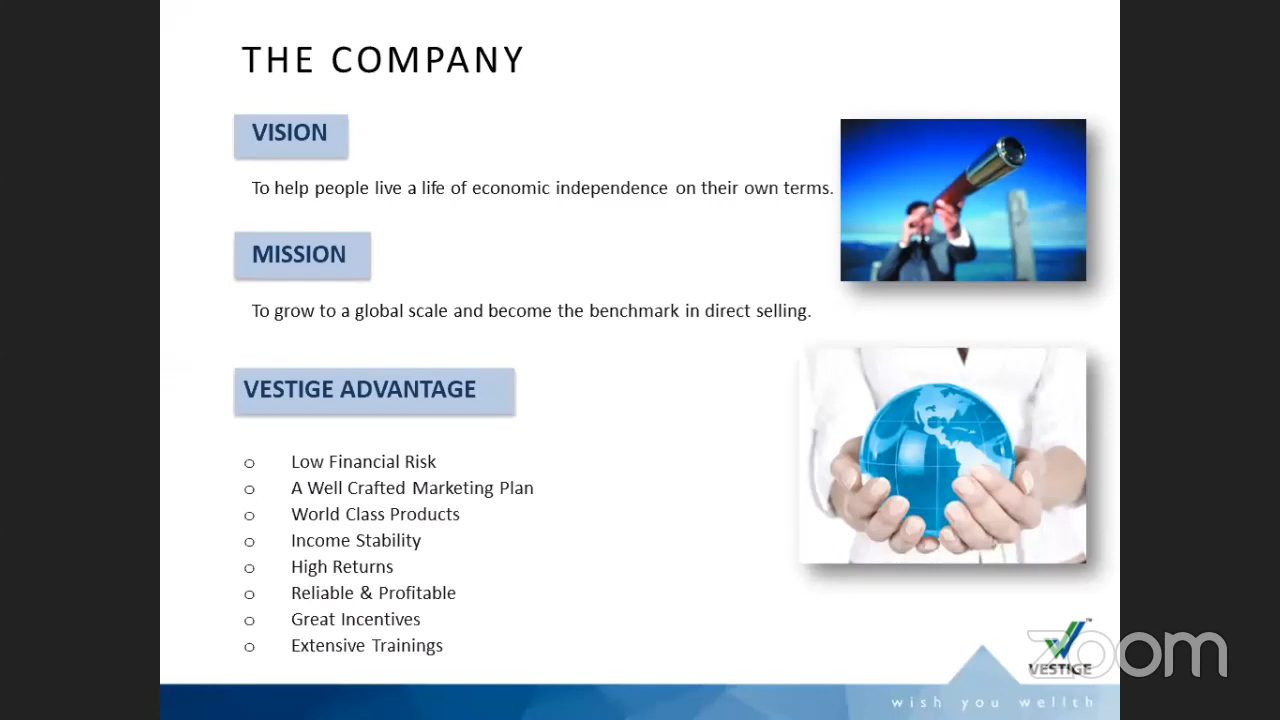 THE COMPANY
VISION
To help people live a life of economic independence on their own terms.
MISSION
To grow to a global scale and become the benchmark in direct selling.
VESTIGE ADVANTAGE
o Low Financial Risk
o A Well Crafted Marketing Plan
o World Class Products
o Income Stability
o High Returns
o Reliable & Profitable
o Great Incentives
o Extensive Trainings
TM
VESTIGE
zoom
wish you wellth